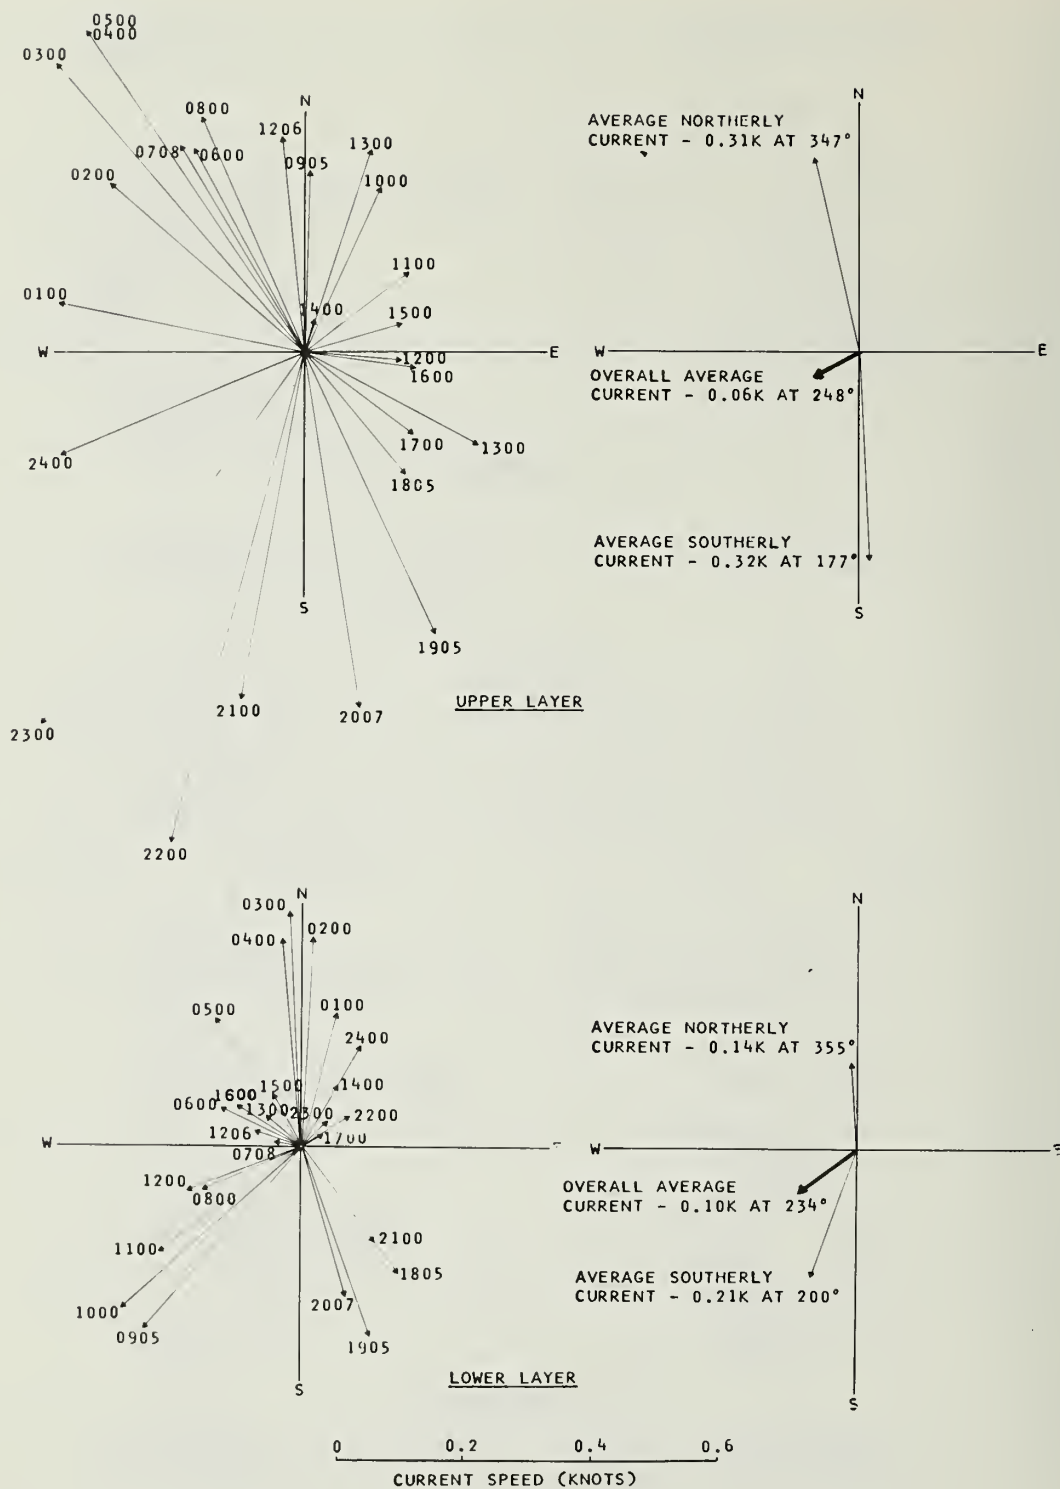 0500
0400
0300
N
N
0800
1206
1300
AVERAGE NORTHERLY
CURRENT - 0.31K AT 347°
0708
0600
0905
0200
1000
1100
0100
1400
1500
W
E
W
E
1200
1600
OVERALL AVERAGE
CURRENT - 0.06K AT 248°
1700
1300
2400
1805
AVERAGE SOUTHERLY
CURRENT - 0.32K AT 177°
S
S
1905
2100
2007
UPPER LAYER
2300
2200
N
N
0300
0200
0400
0500
0100
AVERAGE NORTHERLY
CURRENT - 0.14K AT 355°
2400
1500
1400
1600
0600
1300
2300
2200
1206
1700
W
W
0708
1200
0800
OVERALL AVERAGE
CURRENT - 0.10K AT 234°
1100
2100
1805
AVERAGE SOUTHERLY
CURRENT - 0.21K AT 200°
1000
2007
0905
1905
LOWER LAYER
S
S
0 0.2 0.4 0.6
CURRENT SPEED (KNOTS)